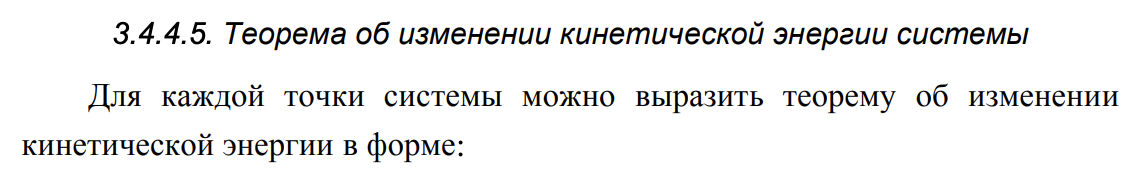 3.4.4.5. Теорема об изменении кинетической энергии системы
Для каждой точки системы можно выразить теорему об изменении
кинетической энергии в форме: